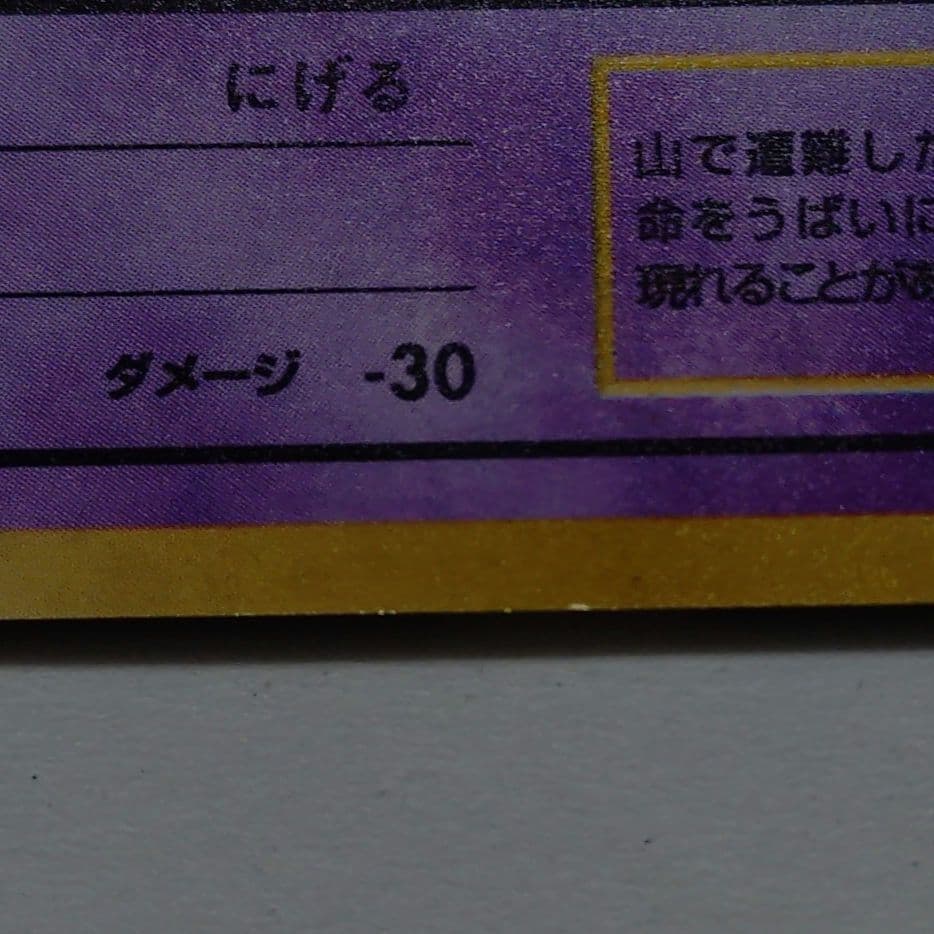 にげる
ダメージ -30
山で遭難し
命をうばいに
現れることが